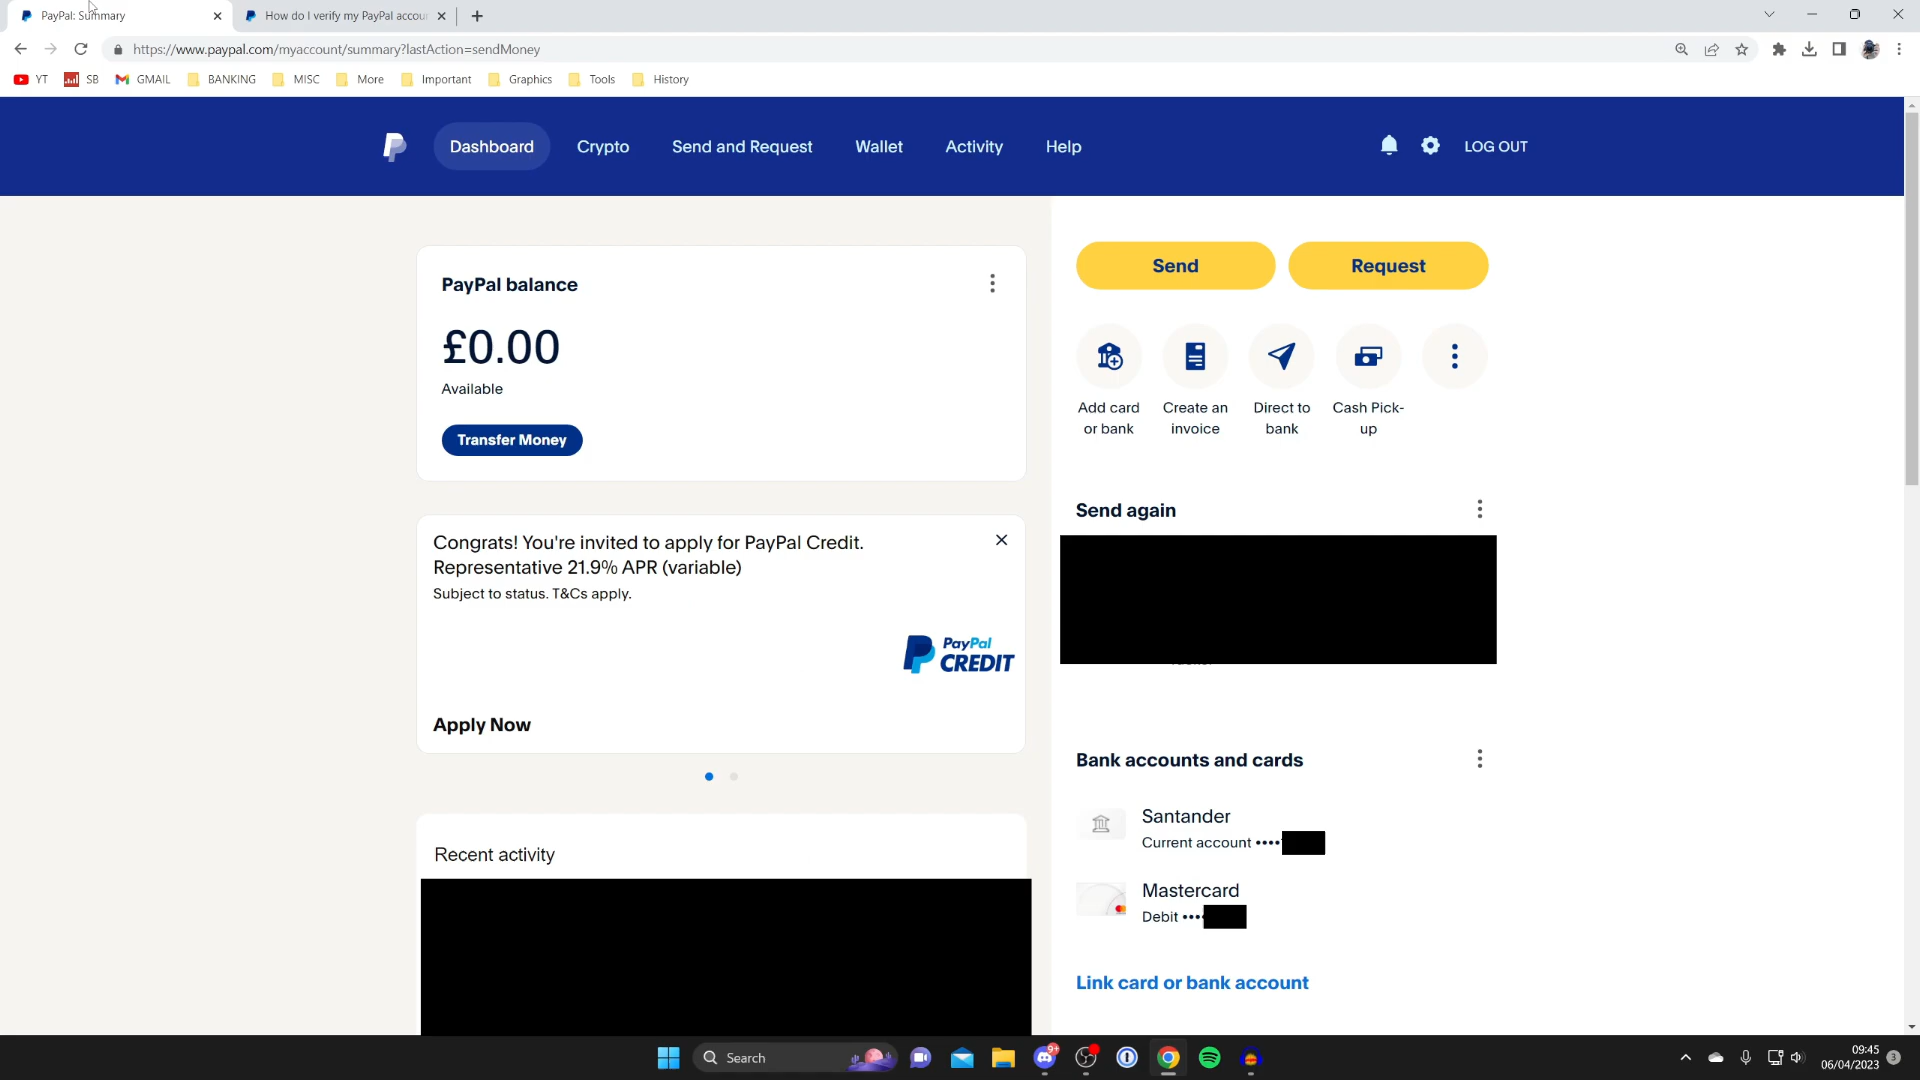 PayPal: Summary
How do I verify my PayPal accou
https://www.paypal.com/myaccount/summary?lastAction=sendMoney
YT
SB
GMAIL
BANKING
MISC
More
Important
Graphics
Tools
History
Dashboard
Crypto
Send and Request
Wallet
Activity
Help
LOG OUT
PayPal balance
£0.00
Available
Transfer Money
Congrats! You're invited to apply for PayPal Credit.
Representative 21.9% APR (variable)
Subject to status. T&Cs apply.
PayPal
CREDIT
Apply Now
Recent activity
Send
Request
Add card
or bank
Create an
invoice
Direct to
bank
Cash Pick-
up
Send again
Bank accounts and cards
Santander
Current account ••••
Mastercard
Debit ••••
Link card or bank account
Search
9+
09:45
06/04/2023
3